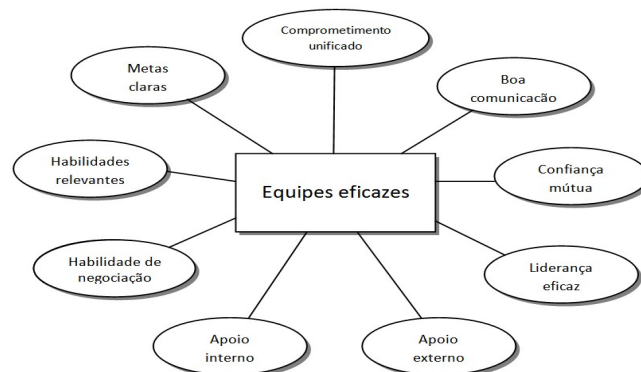 Comprometimento
unificado
Metas
claras
Boa
comunicacão
Habilidades
relevantes
Equipes eficazes
Confiança
mútua
Habilidade de
negociação
Liderança
eficaz
Apoio
interno
Apoio
externo